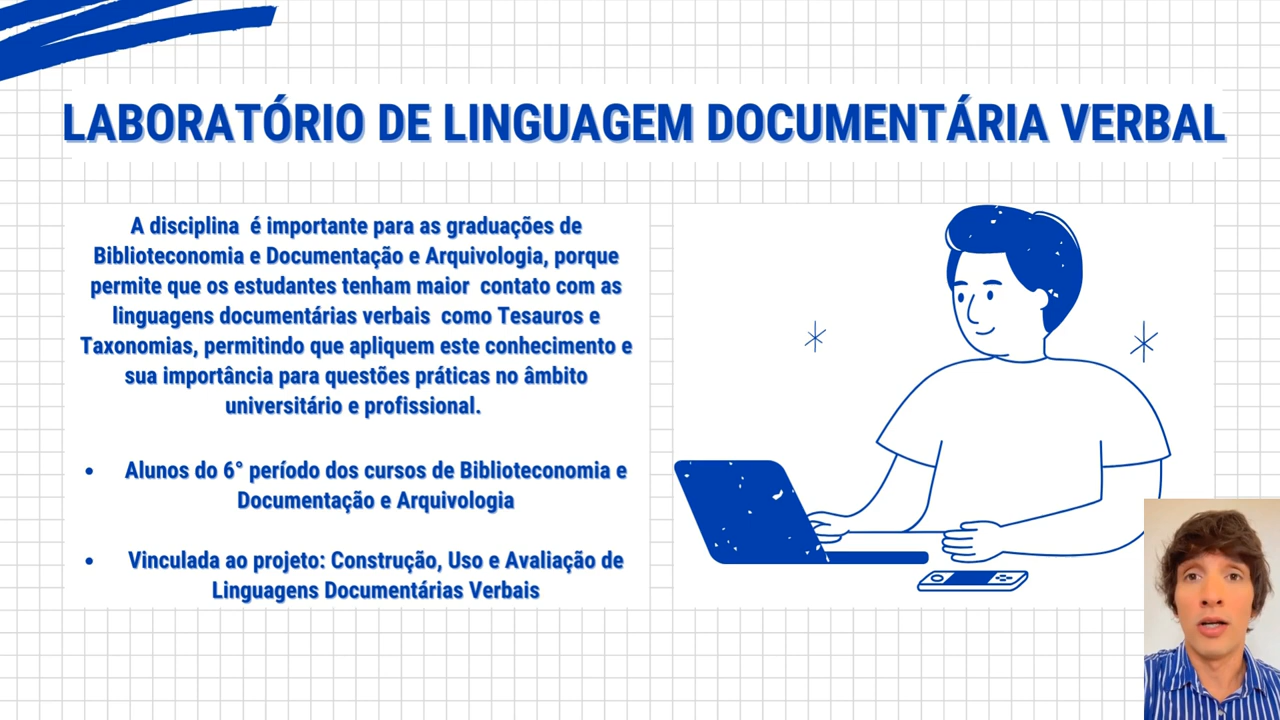 LABORATÓRIO DE LINGUAGEM DOCUMENTÁRIA VERBAL
A disciplina é importante para as graduações de
Biblioteconomia e Documentação e Arquivologia, porque
permite que os estudantes tenham maior contato com as
linguagens documentárias verbais como Tesauros e
Taxonomias, permitindo que apliquem este conhecimento e
sua importância para questões práticas no âmbito
universitário e profissional.
• Alunos do 6° período dos cursos de Biblioteconomia e
Documentação e Arquivologia
• Vinculada ao projeto: Construção, Uso e Avaliação de
Linguagens Documentárias Verbais